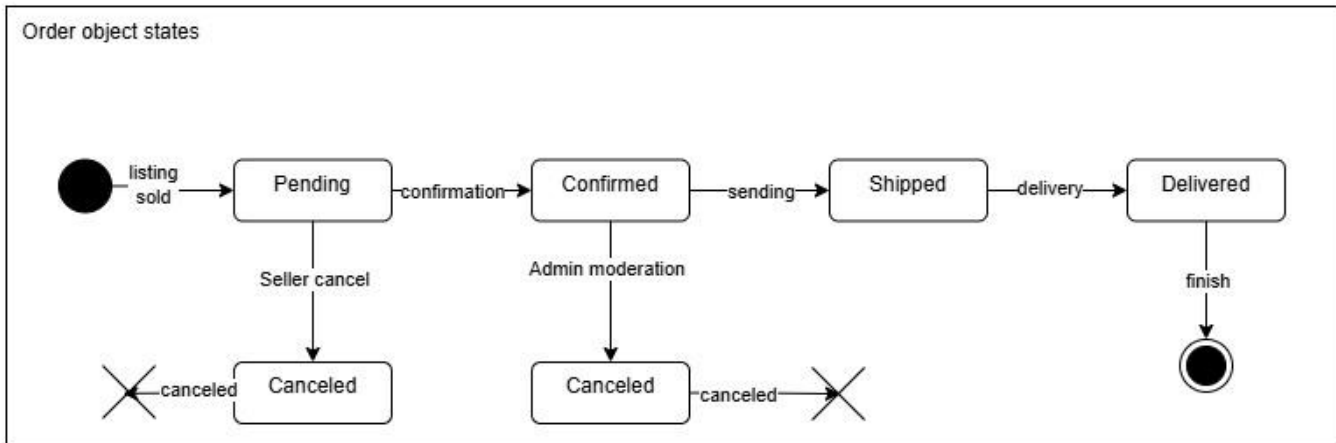 Order object states
listing
sold
Pending
confirmation
Confirmed
sending
Shipped
delivery
Delivered
Seller cancel
Admin moderation
finish
canceled
Canceled
Canceled
canceled